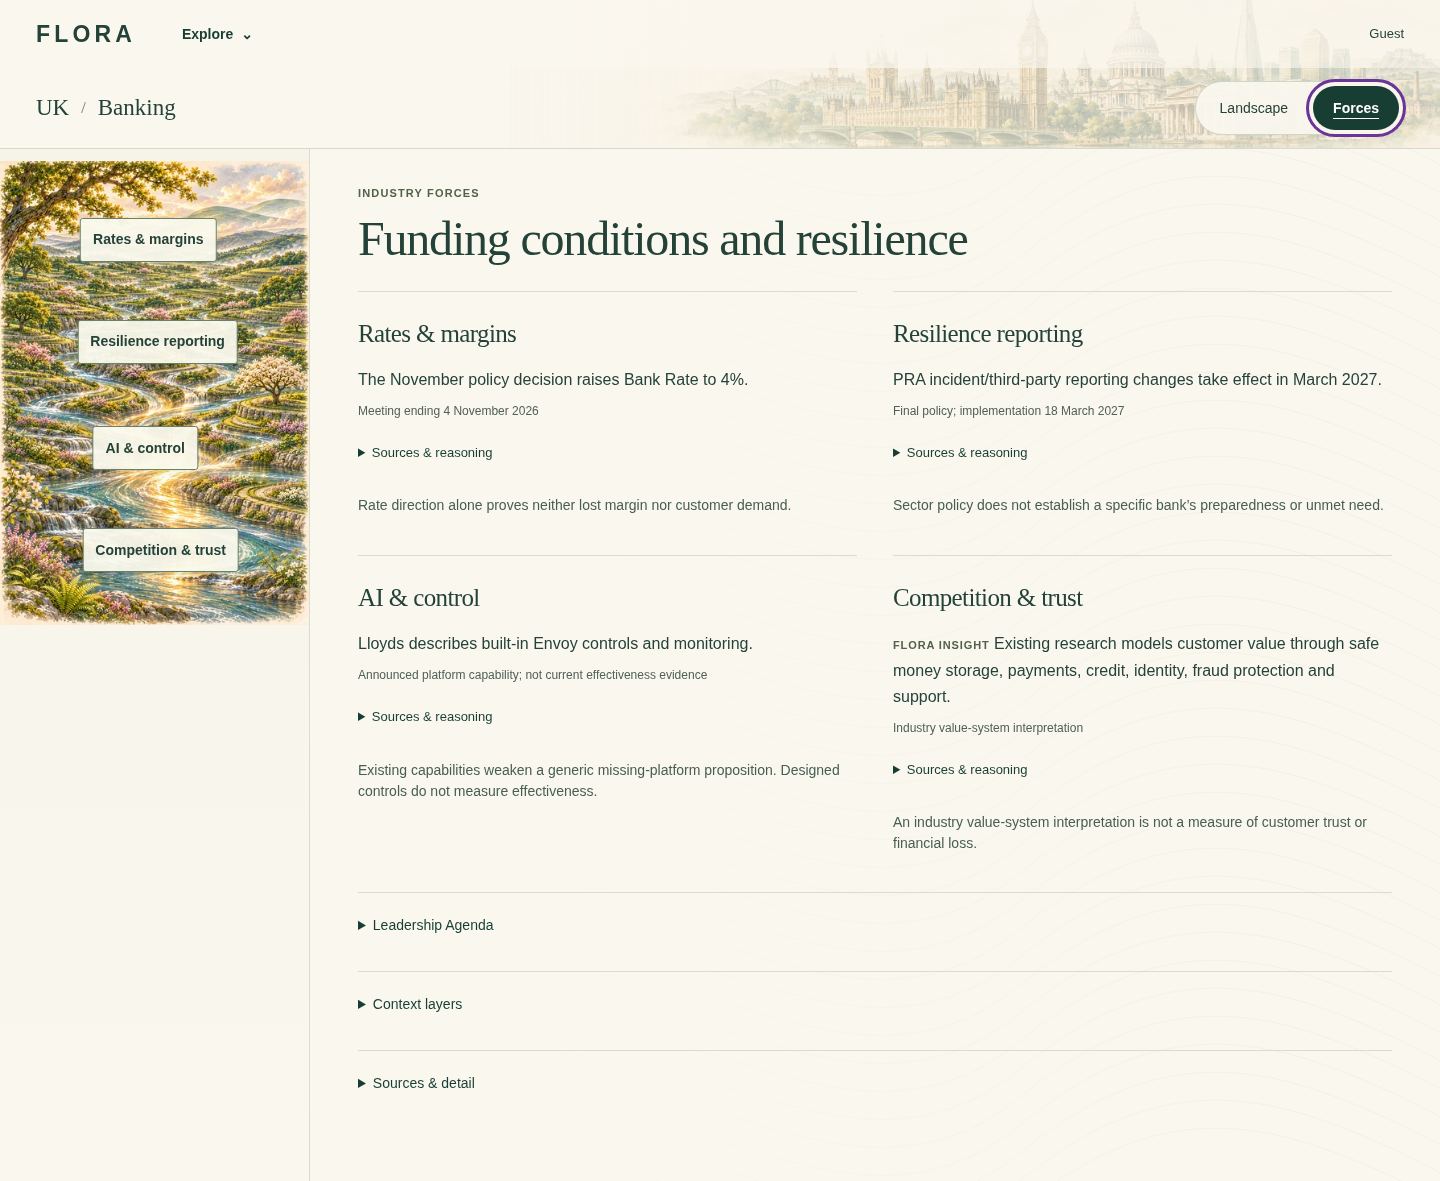 FLORA
Explore
Guest
UK / Banking
Landscape
Forces
Rates & margins
Resilience reporting
AI & control
Competition & trust
INDUSTRY FORCES
Funding conditions and resilience
Rates & margins
The November policy decision raises Bank Rate to 4%.
Meeting ending 4 November 2026
Sources & reasoning
Rate direction alone proves neither lost margin nor customer demand.
Resilience reporting
PRA incident/third-party reporting changes take effect in March 2027.
Final policy; implementation 18 March 2027
Sources & reasoning
Sector policy does not establish a specific bank’s preparedness or unmet need.
AI & control
Lloyds describes built-in Envoy controls and monitoring.
Announced platform capability; not current effectiveness evidence
Sources & reasoning
Existing capabilities weaken a generic missing-platform proposition. Designed
controls do not measure effectiveness.
Competition & trust
FLORA INSIGHT Existing research models customer value through safe
money storage, payments, credit, identity, fraud protection and
support.
Industry value-system interpretation
Sources & reasoning
An industry value-system interpretation is not a measure of customer trust or
financial loss.
Leadership Agenda
Context layers
Sources & detail